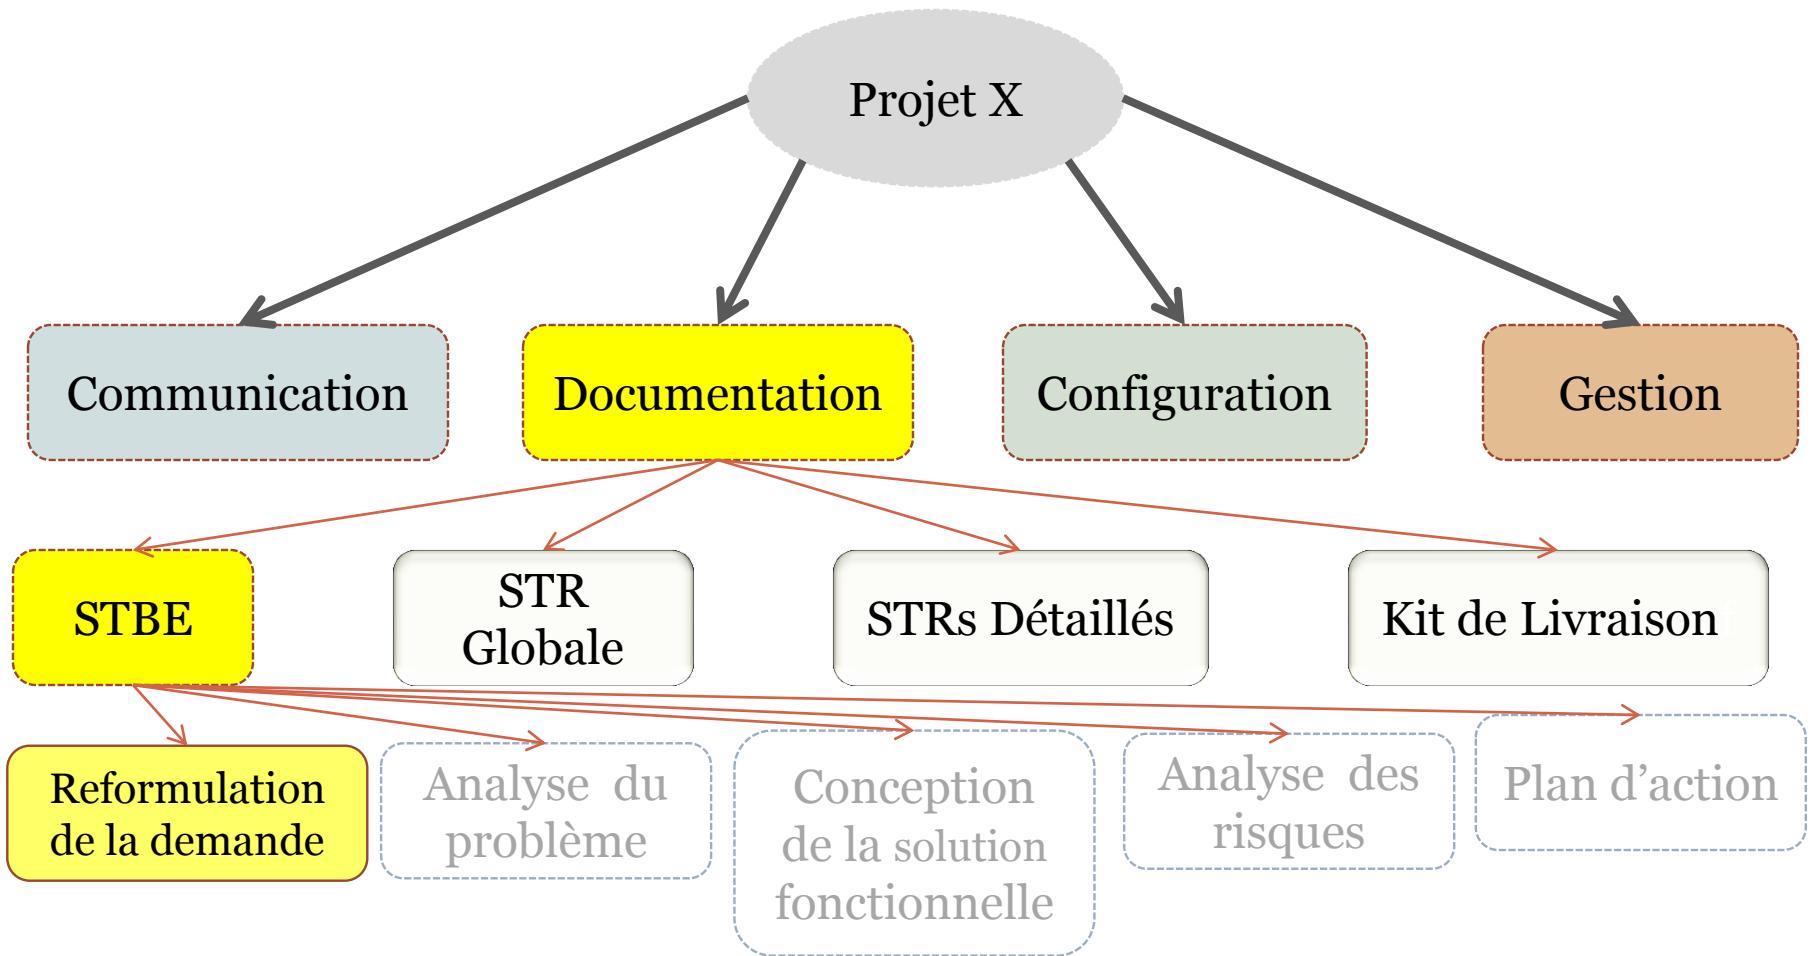 Projet X
Communication
Documentation
Configuration
Gestion
STBE
STR
Globale
STRs Détaillés
Kit de Livraison
Reformulation
de la demande
Analyse du
problème
Conception
de la solution
fonctionnelle
Analyse des
risques
Plan d’action